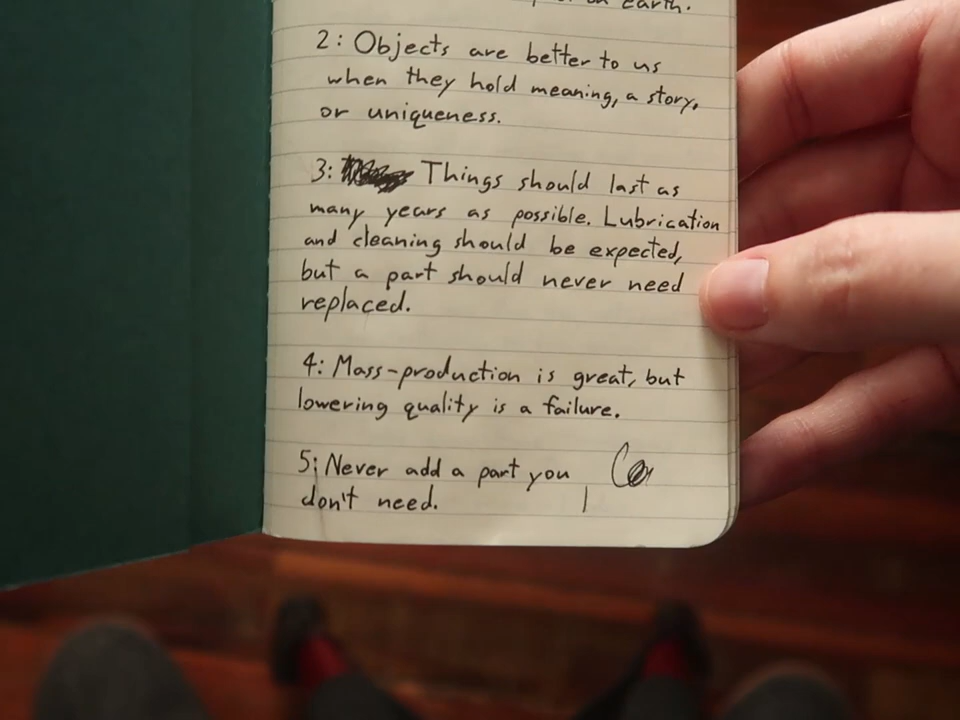 on earth.
2: Objects are better to us
when they hold meaning, a story,
or uniqueness.
3: Things should last as
many years as possible. Lubrication
and cleaning should be expected,
but a part should never need
replaced.
4: Mass-production is great, but
lowering quality is a failure.
5: Never add a part you
don't need.